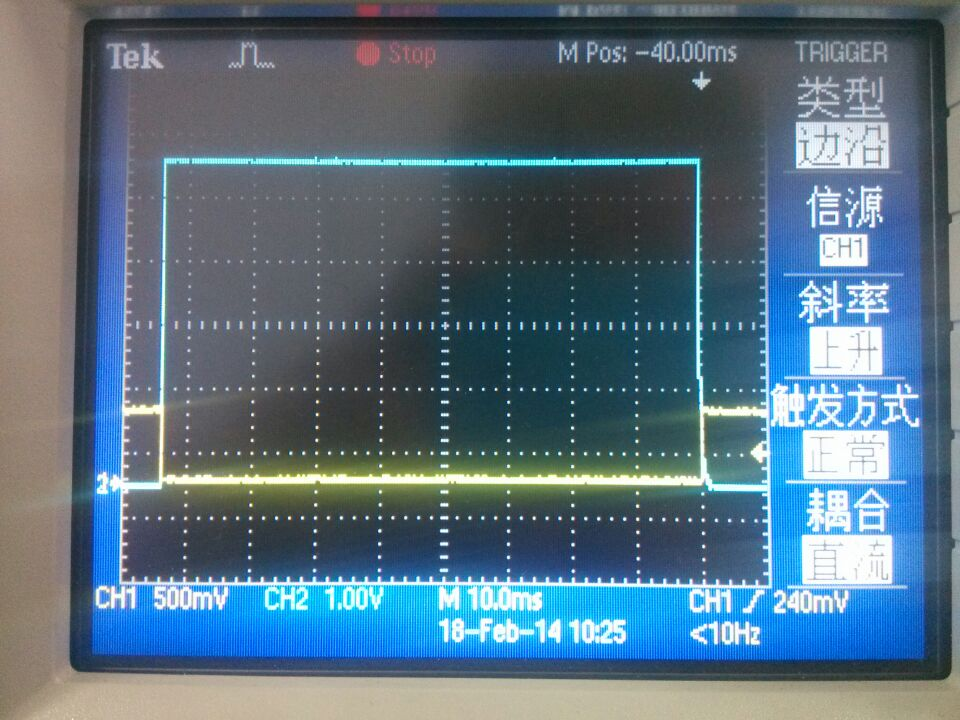 Tek Stop M Pos: -40.00ms TRIGGER
类型
边沿
信源
CH1
斜率
上升
触发方式
正常
耦合
直流
2
CH1 500mV CH2 1.00V M 10.0ms CH1 240mV
18-Feb-14 10:25 <10Hz